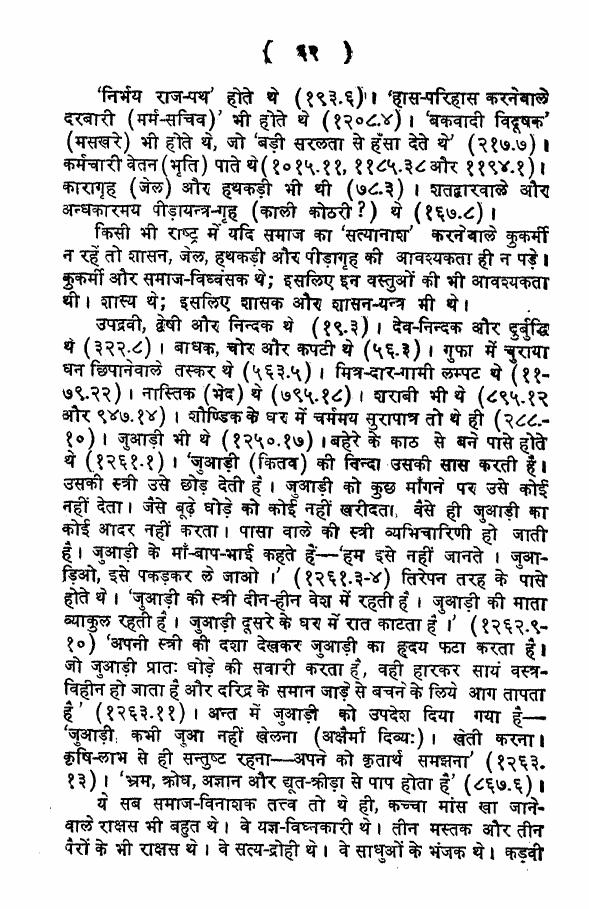 ( ६२ )
‘निर्भय राज-पथ’ होते थे (१९३.६)। ‘हास-परिहास करनेवाले
दरबारी (मर्म-सचिव)’ भी होते थे (१२०८.४)। ‘बकवादी विदूषक’
(मसखरे) भी होते थे, जो ‘बड़ी सरलता से हँसा देते थे’ (२१७.७)।
कर्मचारी वेतन (भृति) पाते थे (१०१५.११, ११८५.३८ और ११९४.१)।
कारागृह (जेल) और हथकड़ी भी थी (७८.३)। शतद्वारवाले और
अन्धकारमय पीड़ायन्त्र-गृह (काली कोठरी?) थे (१६७.८)।
किसी भी राष्ट्र में यदि समाज का ‘सत्यानाश’ करनेवाले कुकर्मी
न रहें तो शासन, जेल, हथकड़ी और पीड़ागृह की आवश्यकता ही न पड़े।
कुकर्मी और समाज-विध्वंसक थे; इसलिए इन वस्तुओं की भी आवश्यकता
थी। शास्य थे; इसलिए शासक और शासन-यन्त्र भी थे।
उपद्रवी, द्वेषी और निन्दक थे (१९.३)। देव-निन्दक और दुर्बुद्धि
थे (३२२.८)। बाधक, चोर और कपटी थे (५६.३)। गुफा में चुराया
धन छिपानेवाले तस्कर थे (५६३.५)। मित्र-दार-गामी लम्पट थे (११-
७९.२२)। नास्तिक (भेद) थे (७९५.१८)। शराबी भी थे (८९५.१२
और ९४७.१४)। शौण्डिक के घर में चर्ममय सुरापात्र तो थे ही (२८८.-
१०)। जुआड़ी भी थे (१२५०.१७)। बहेरे के काठ से बने पासे होते
थे (१२६१.१)। ‘जुआड़ी (कितव) की निन्दा उसकी सास करती है।
उसकी स्त्री उसे छोड़ देती है। जुआड़ी को कुछ माँगने पर उसे कोई
नहीं देता। जैसे बूढ़े घोड़े को कोई नहीं खरीदता, वैसे ही जुआड़ी का
कोई आदर नहीं करता। पासा वाले की स्त्री व्यभिचारिणी हो जाती
है। जुआड़ी के माँ-बाप-भाई कहते हैं—‘हम इसे नहीं जानते। जुआ-
ड़िओ, इसे पकड़कर ले जाओ।’ (१२६१.३-४) तिरेपन तरह के पासे
होते थे। ‘जुआड़ी की स्त्री दीन-हीन वेश में रहती है। जुआड़ी की माता
व्याकुल रहती है। जुआड़ी दूसरे के घर में रात काटता है।’ (१२६२.९-
१०) ‘अपनी स्त्री की दशा देखकर जुआड़ी का हृदय फटा करता है।
जो जुआड़ी प्रातः घोड़े की सवारी करता है, वही हारकर सायं वस्त्र-
विहीन हो जाता है और दरिद्र के समान जाड़े से बचने के लिये आग तापता
है’ (१२६३.११)। अन्त में जुआड़ी को उपदेश दिया गया है—
‘जुआड़ी, कभी जुआ नहीं खेलना (अक्षैर्मा दिव्यः)। खेती करना।
कृषि-लाभ से ही सन्तुष्ट रहना—अपने को कृतार्थ समझना’ (१२६३.
१३)। ‘भ्रम, क्रोध, अज्ञान और द्यूत-क्रीड़ा से पाप होता है’ (८६७.६)।
ये सब समाज-विनाशक तत्त्व तो थे ही, कच्चा मांस खा जाने-
वाले राक्षस भी बहुत थे। वे यज्ञ-विघ्नकारी थे। तीन मस्तक और तीन
पैरों के भी राक्षस थे। वे सत्य-द्रोही थे। वे साधुओं के भंजक थे। कड़वी